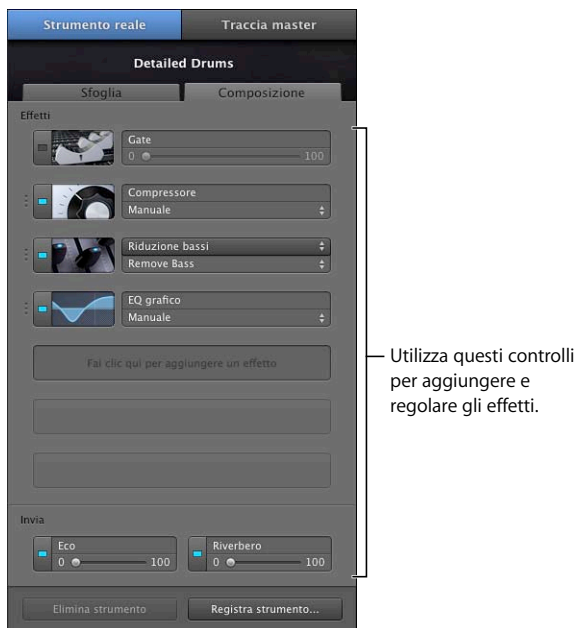 Strumento reale
Traccia master
Detailed Drums
Sfoglia
Composizione
Effetti
Gate
0 100
Compressore
Manuale
Riduzione bassi
Remove Bass
EQ grafico
Manuale
Fai clic qui per aggiungere un effetto
Utilizza questi controlli
per aggiungere e
regolare gli effetti.
Invia
Eco
0 100
Riverbero
0 100
Elimina strumento
Registra strumento...